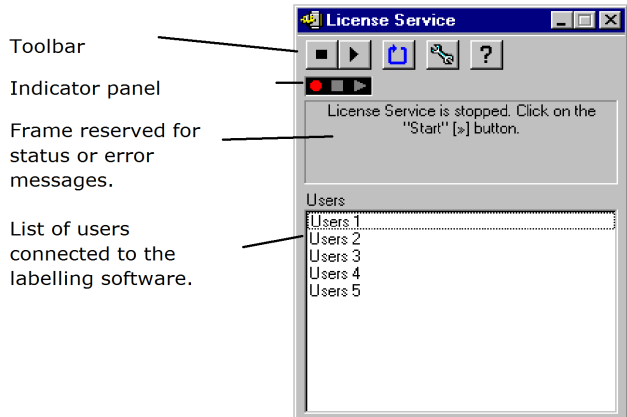 License Service
Toolbar
?
Indicator panel
Frame reserved for
status or error
messages.
License Service is stopped. Click on the
"Start" [»] button.
List of users
connected to the
labelling software.
Users
Users 1
Users 2
Users 3
Users 4
Users 5